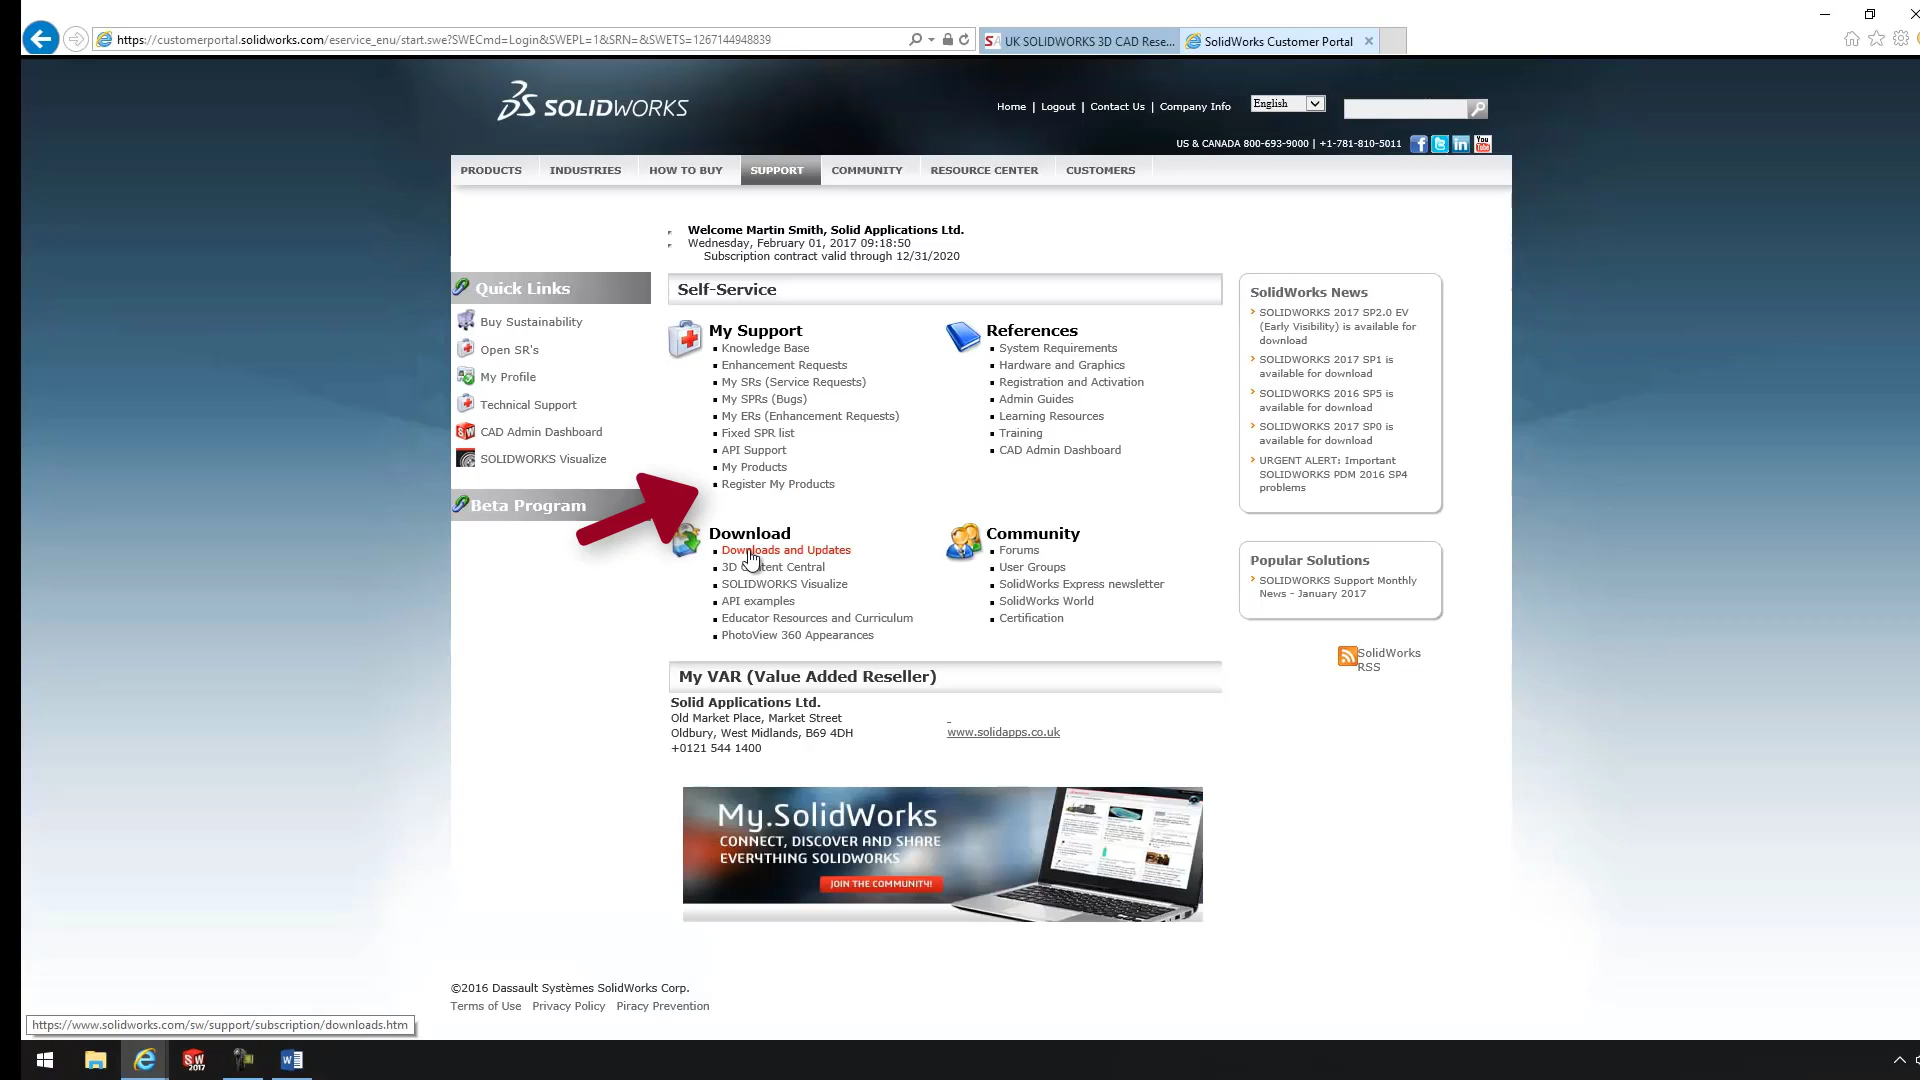 https://customerportal.solidworks.com/eservice_enu/start.swe?SWECmd=Login&SWEPL=1&SRN=&SWETS=1267144948839
UK SOLIDWORKS 3D CAD Rese...
SolidWorks Customer Portal
SOLIDWORKS
Home | Logout | Contact Us | Company Info
English
US & CANADA 800-693-9000 | +1-781-810-5011
PRODUCTS
INDUSTRIES
HOW TO BUY
SUPPORT
COMMUNITY
RESOURCE CENTER
CUSTOMERS
Welcome Martin Smith, Solid Applications Ltd.
Wednesday, February 01, 2017 09:18:50
Subscription contract valid through 12/31/2020
Quick Links
Buy Sustainability
Open SR's
My Profile
Technical Support
CAD Admin Dashboard
SOLIDWORKS Visualize
Beta Program
Self-Service
My Support
Knowledge Base
Enhancement Requests
My SRs (Service Requests)
My SPRs (Bugs)
My ERs (Enhancement Requests)
Fixed SPR list
API Support
My Products
Register My Products
References
System Requirements
Hardware and Graphics
Registration and Activation
Admin Guides
Learning Resources
Training
CAD Admin Dashboard
Download
Downloads and Updates
3D Content Central
SOLIDWORKS Visualize
API examples
Educator Resources and Curriculum
PhotoView 360 Appearances
Community
Forums
User Groups
SolidWorks Express newsletter
SolidWorks World
Certification
My VAR (Value Added Reseller)
Solid Applications Ltd.
Old Market Place, Market Street
Oldbury, West Midlands, B69 4DH
+0121 544 1400
www.solidapps.co.uk
My.SolidWorks
CONNECT, DISCOVER AND SHARE
EVERYTHING SOLIDWORKS
JOIN THE COMMUNITY!
SolidWorks News
SOLIDWORKS 2017 SP2.0 EV
(Early Visibility) is available for
download
SOLIDWORKS 2017 SP1 is
available for download
SOLIDWORKS 2016 SP5 is
available for download
SOLIDWORKS 2017 SP0 is
available for download
URGENT ALERT: Important
SOLIDWORKS PDM 2016 SP4
problems
Popular Solutions
SOLIDWORKS Support Monthly
News - January 2017
SolidWorks
RSS
©2016 Dassault Systèmes SolidWorks Corp.
Terms of Use Privacy Policy Piracy Prevention
https://www.solidworks.com/sw/support/subscription/downloads.htm
SW
2017